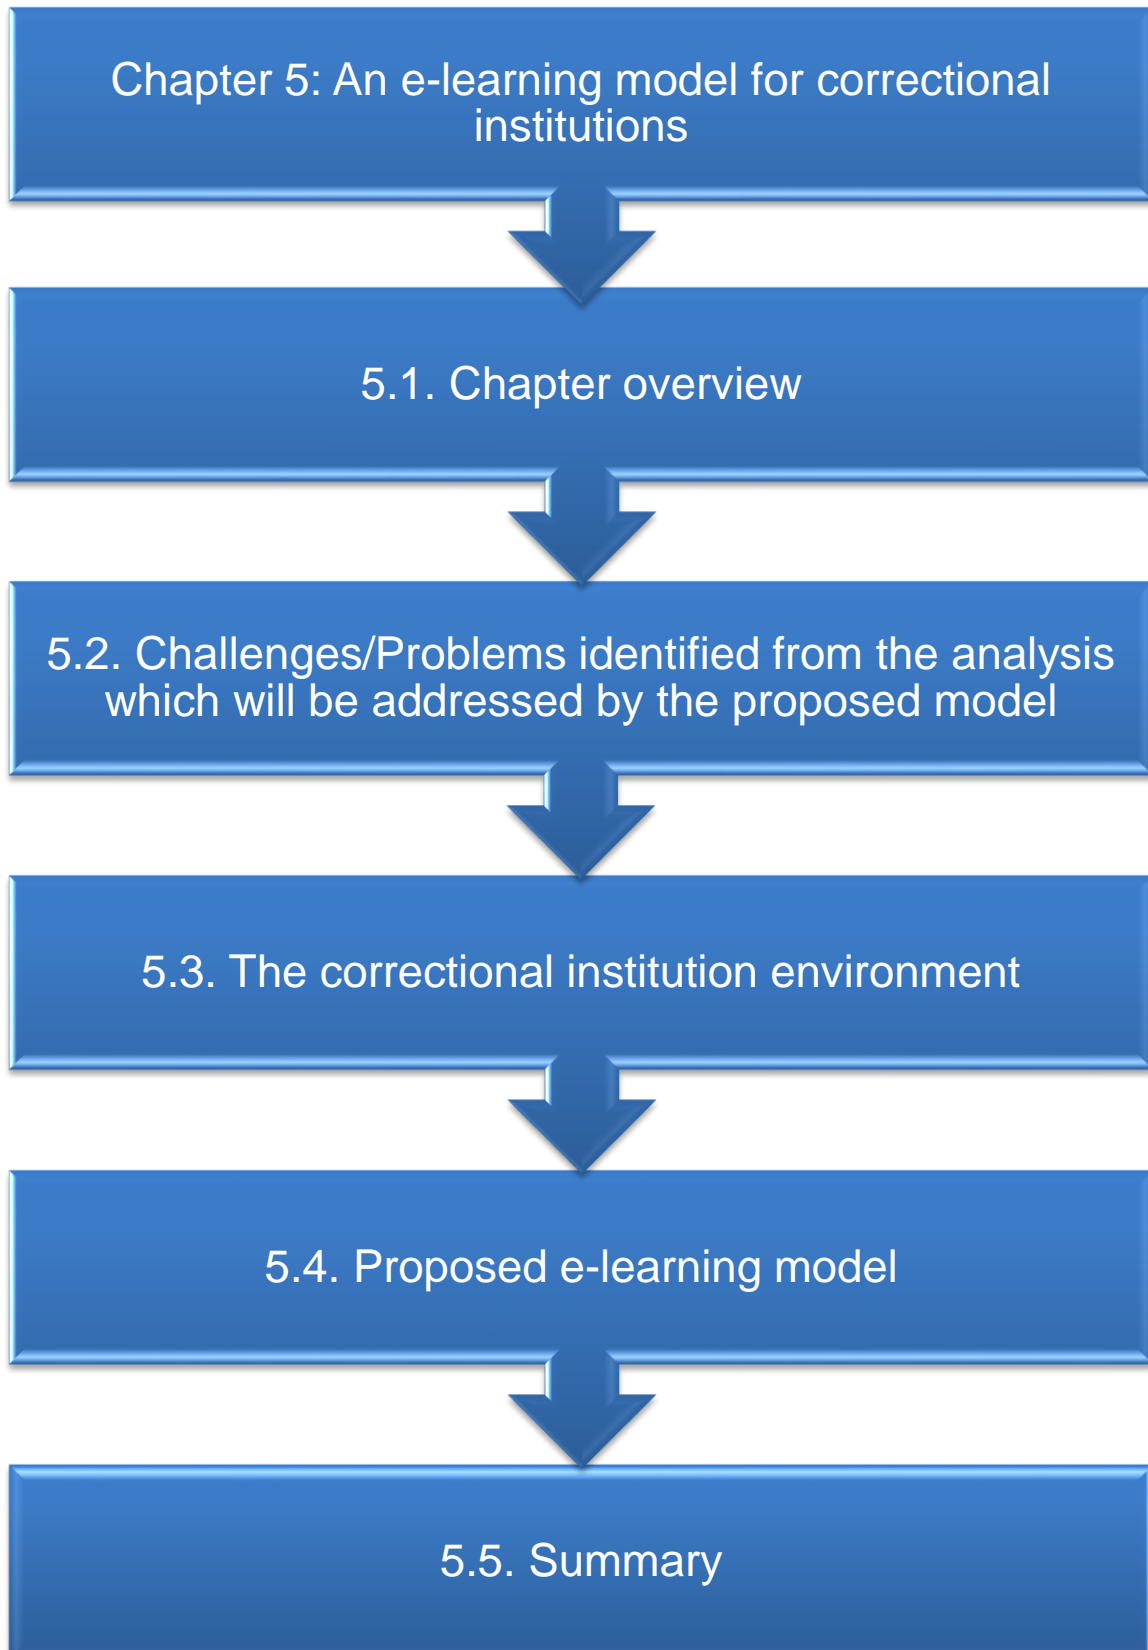 Chapter 5: An e-learning model for correctional
institutions
5.1. Chapter overview
5.2. Challenges/Problems identified from the analysis
which will be addressed by the proposed model
5.3. The correctional institution environment
5.4. Proposed e-learning model
5.5. Summary